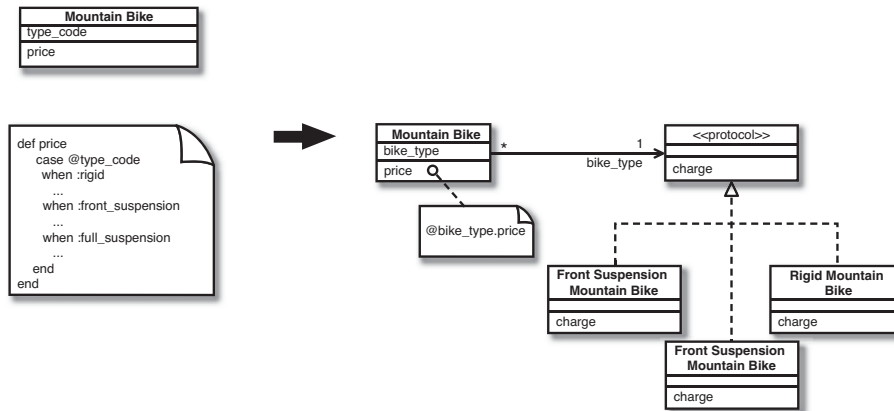 Mountain Bike
type_code
price
def price
case @type_code
when :rigid
...
when :front_suspension
...
when :full_suspension
...
end
end
Mountain Bike
bike_type
price
@bike_type.price
*
1
bike_type
<<protocol>>
charge
Front Suspension
Mountain Bike
charge
Rigid Mountain
Bike
charge
Front Suspension
Mountain Bike
charge